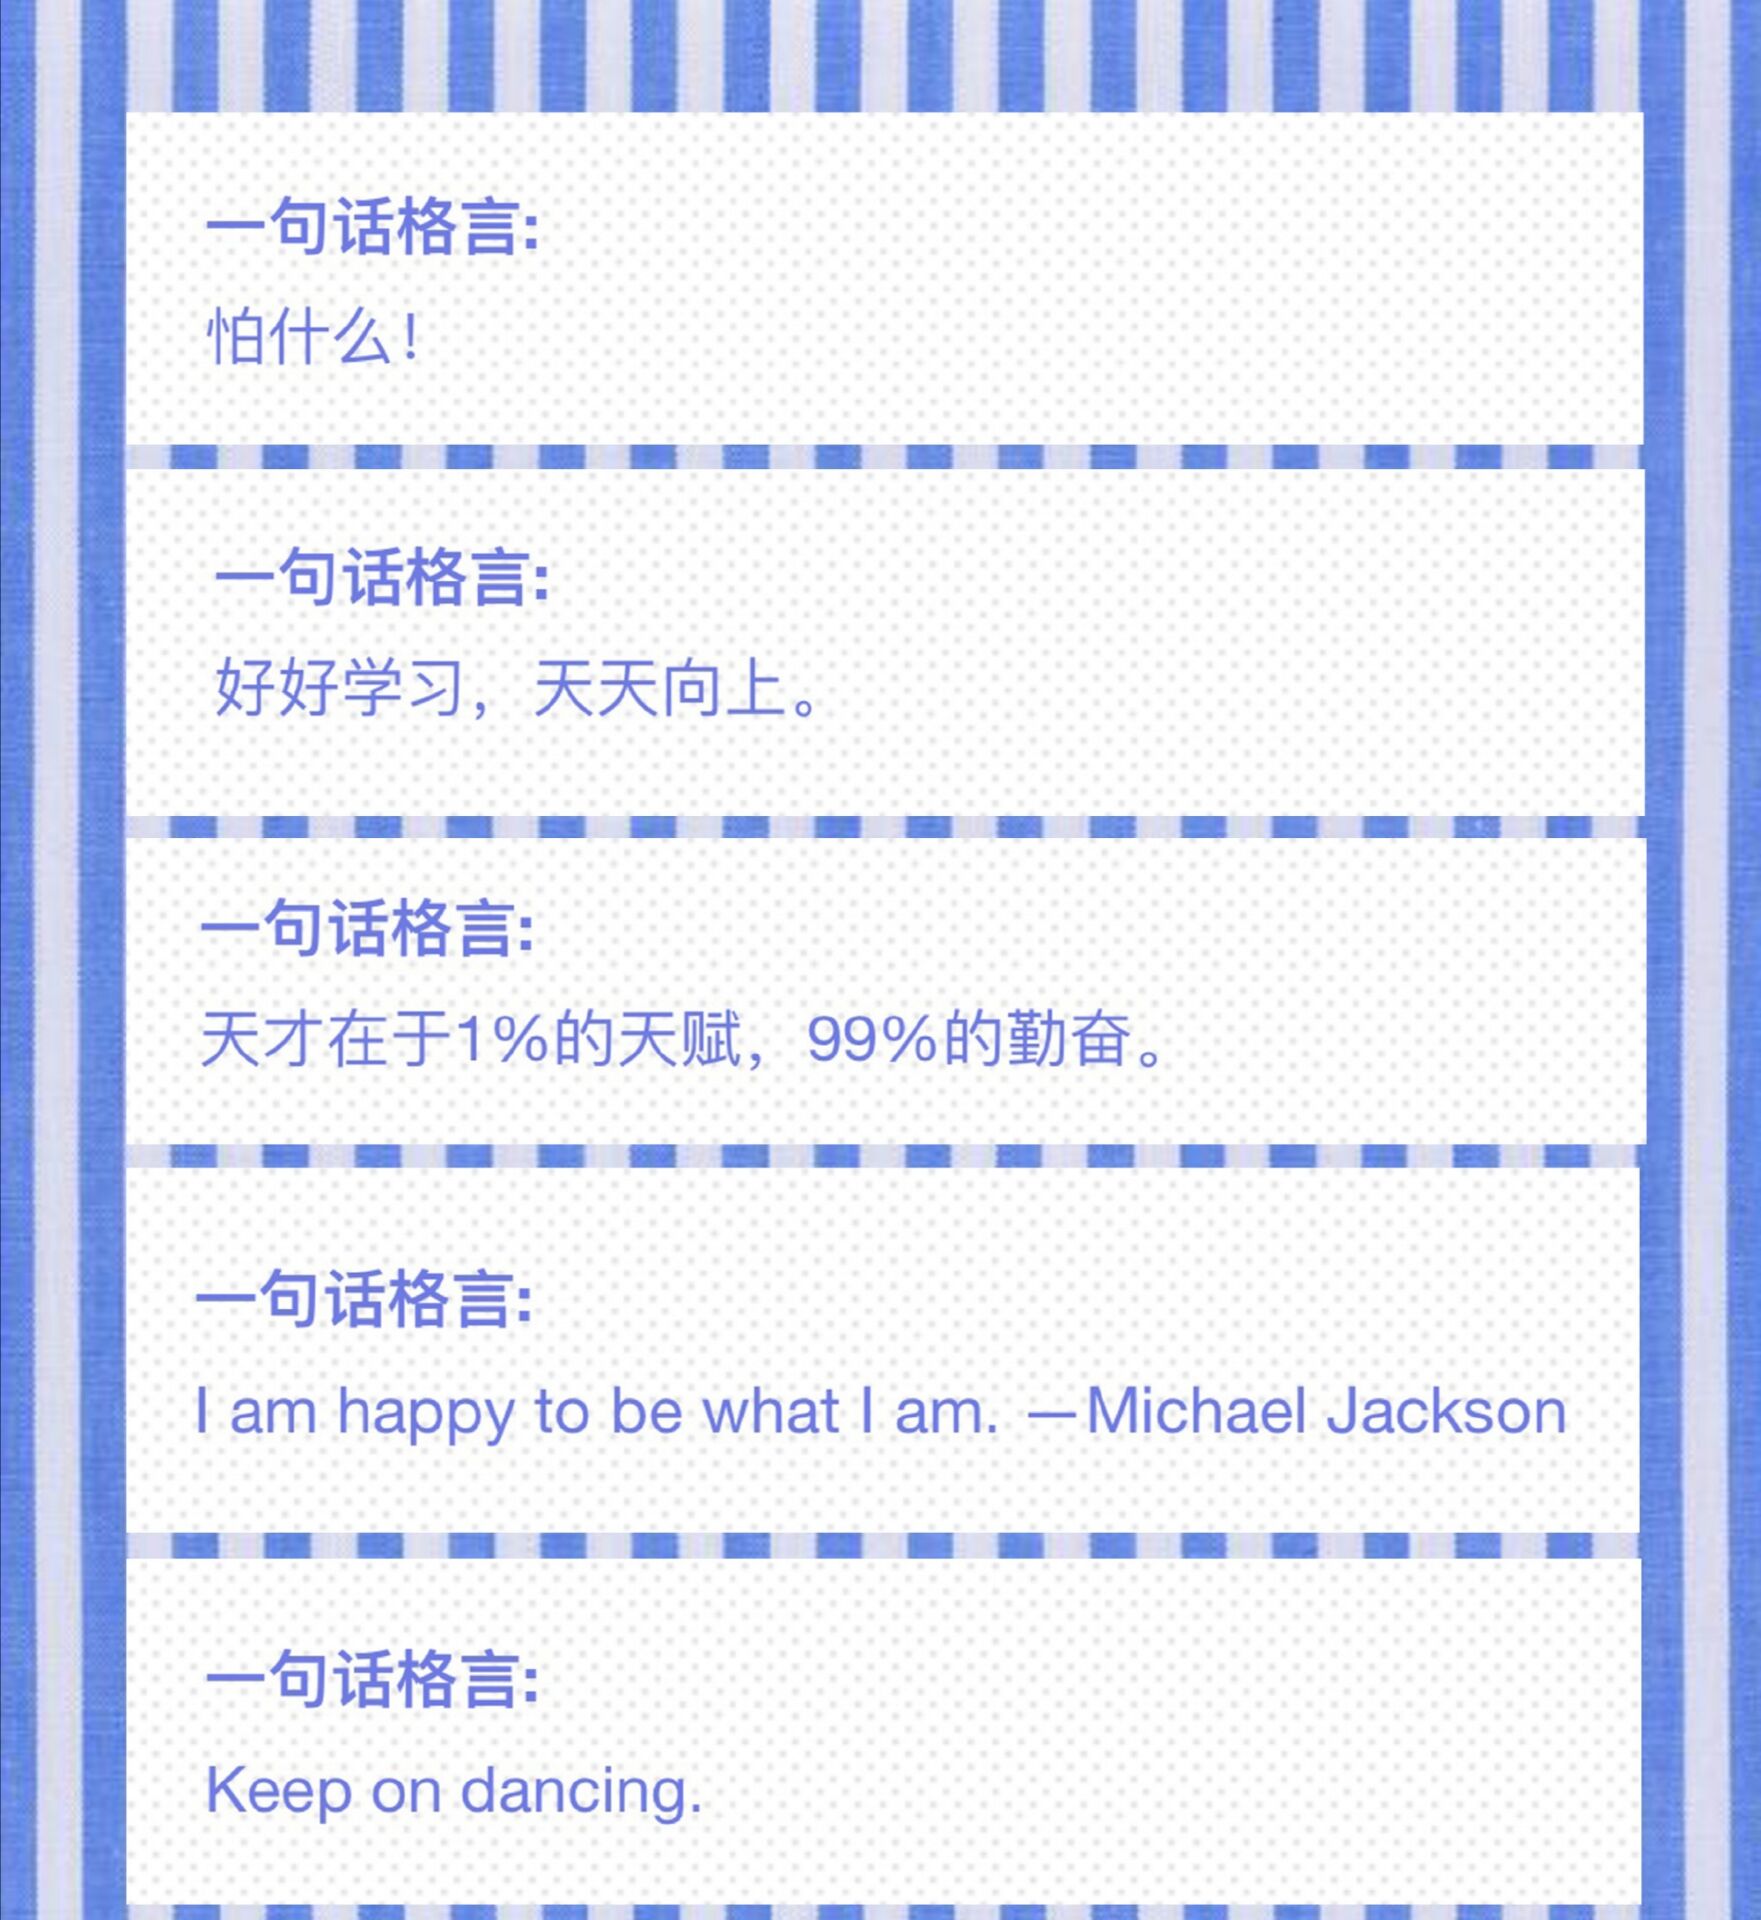 一句话格言:
怕什么！
一句话格言:
好好学习，天天向上。
一句话格言:
天才在于1%的天赋，99%的勤奋。
一句话格言:
I am happy to be what I am. —Michael Jackson
一句话格言:
Keep on dancing.